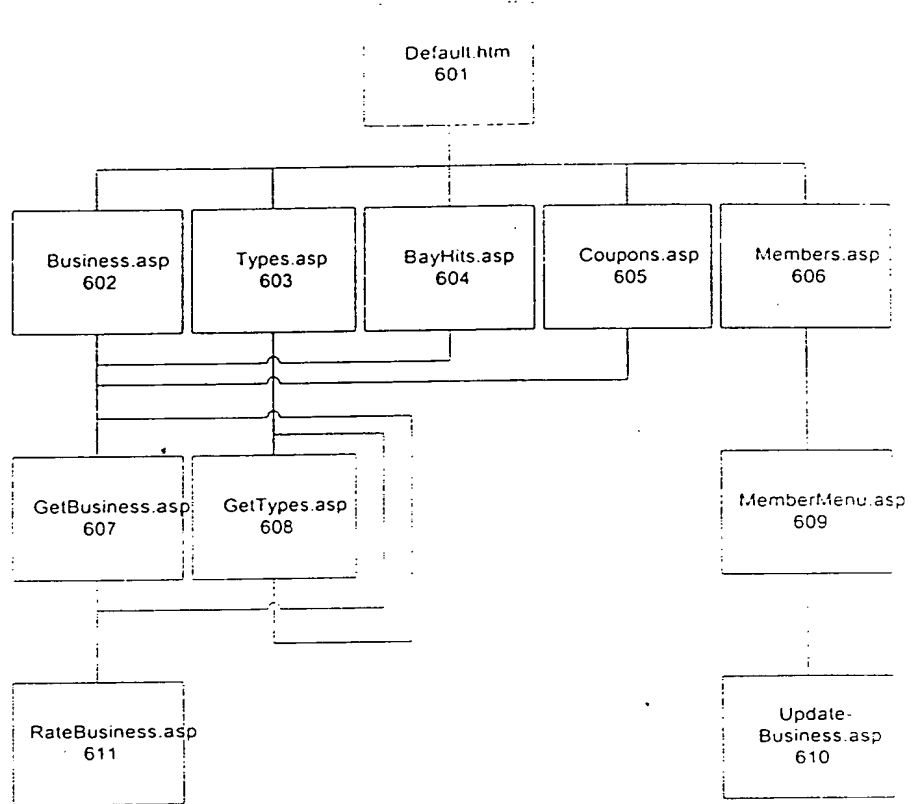 Default.htm
601
Business.asp
602
Types.asp
603
BayHits.asp
604
Coupons.asp
605
Members.asp
606
GetBusiness.asp
607
GetTypes.asp
608
MemberMenu.asp
609
RateBusiness.asp
611
Update-
Business.asp
610